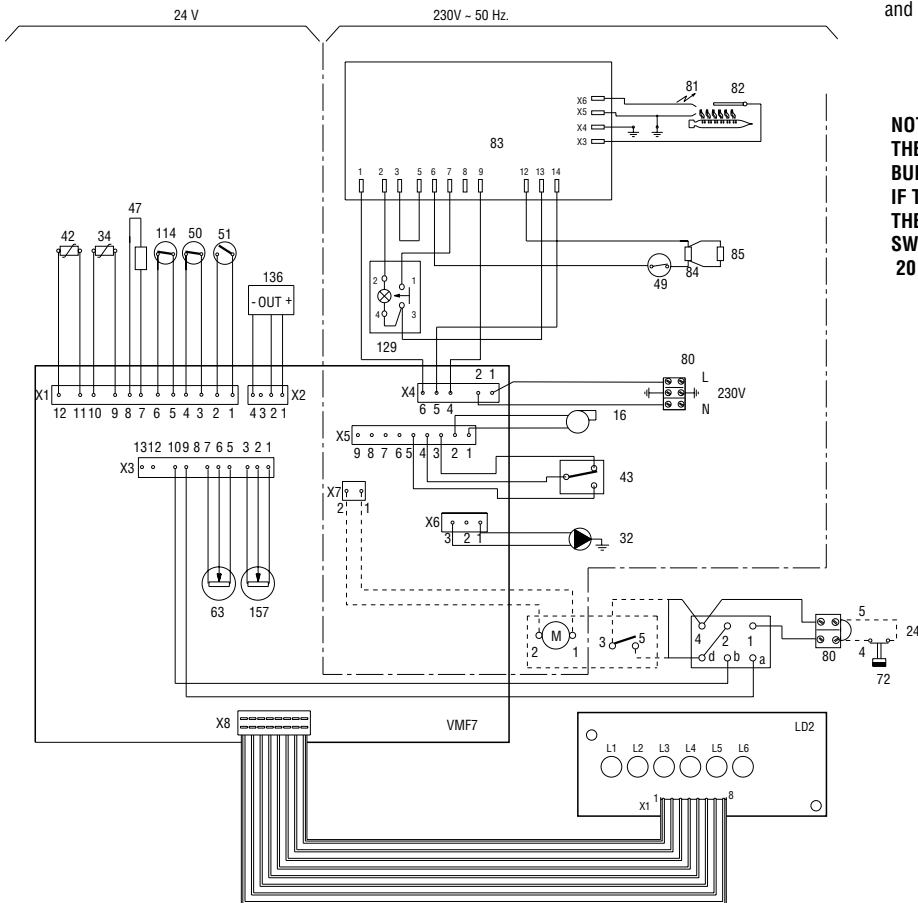 24 V
230V ~ 50 Hz.
and
NOT
THE
BUR
IF T
THE
SW
20
81 82
X6
X5
X4
X3
83
1 2 3 5 6 7 8 9 12 13 14
47
42 34 114 50 51
136
- OUT +
2 1
4 3
129
49 84 85
80
L
230V
N
X1
12 11 10 9 8 7 6 5 4 3 2 1
X2
4 3 2 1
X4
2 1
6 5 4
16
X5
9 8 7 6 5 4 3 2 1
43
X3
13 12 10 9 8 7 6 5 3 2 1
X7
2 1
X6
3 2 1
32
63 157
M
2 1
3 5
4 2 1
d b a
5
80
4
24
72
X8
VMF7
LD2
L1 L2 L3 L4 L5 L6
X1 1 8